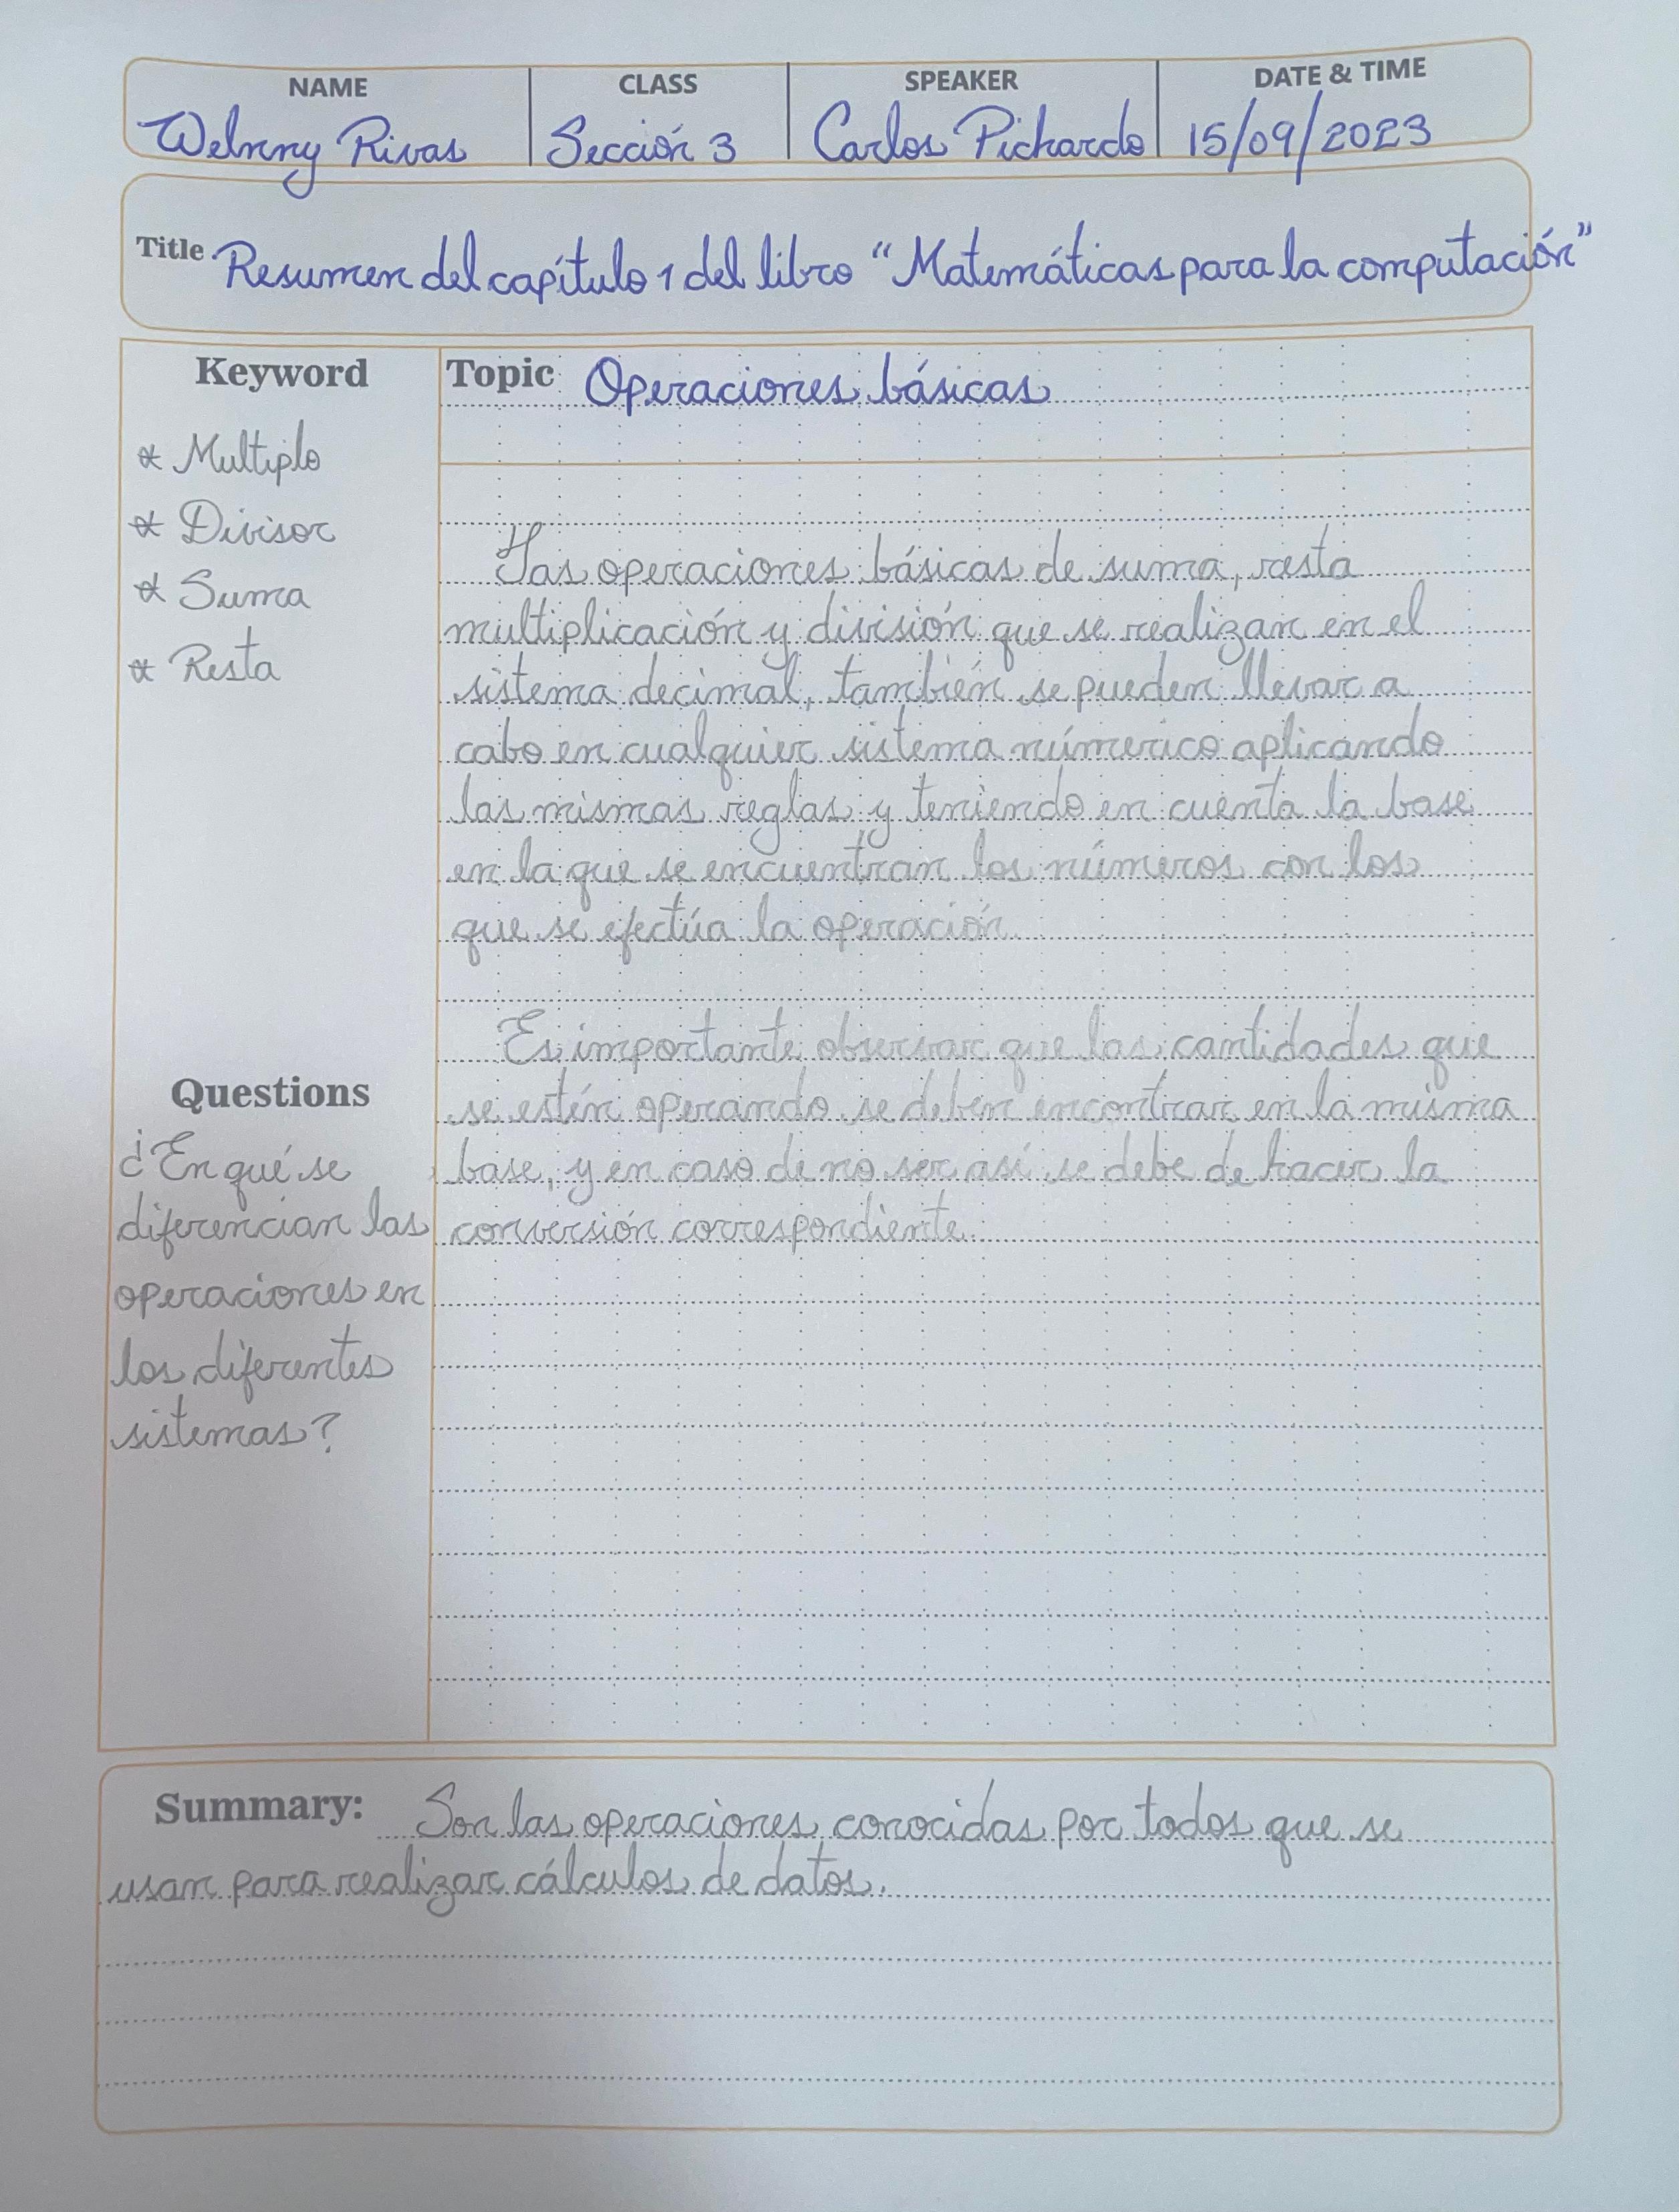 NAME CLASS SPEAKER DATE & TIME
Welnny Rivas Sección 3 Carlos Pichardo 15/09/2023
Title. Resumen del capítulo 1 del libro "Matemáticas para la computación"
Keyword
* Multiplo
* Divisor
* Suma
* Resta
Questions
¿En qué se
diferencian las
operaciones en
los diferentes
sistemas?
Topic Operaciones básicas
Las operaciones básicas de suma, resta
multiplicación y división que se realizan en el
sistema decimal, también se pueden llevar a
cabo en cualquier sistema númerico aplicando
las mismas reglas y teniendo en cuenta la base
en la que se encuentran los números con los
que se efectúa la operación.
Es importante observar que las cantidades que
se estén operando se deben encontrar en la misma
base, y en caso de no ser así se debe de hacer la
conversión correspondiente.
Summary: Son las operaciones conocidas por todos que se
usan para realizar cálculos de datos.